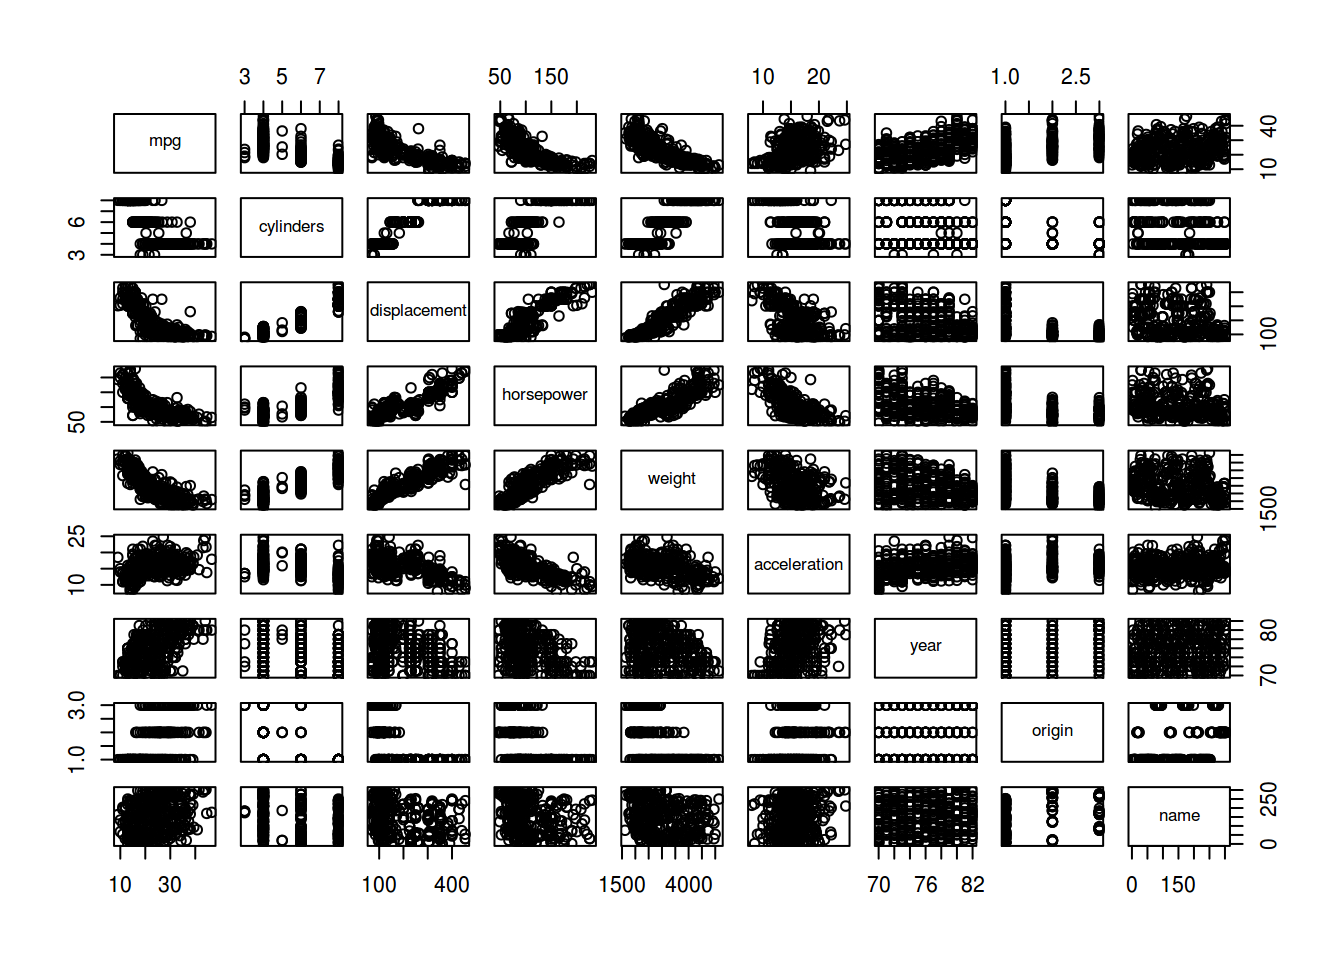 3 5 7 50 150 10 20 1.0 2.5
mpg 10 40
3 6 cylinders
displacement 100
50 horsepower
weight 1500
10 25 acceleration
year 70 80
1.0 3.0 origin
name 0 250
10 30 100 400 1500 4000 70 76 82 0 150